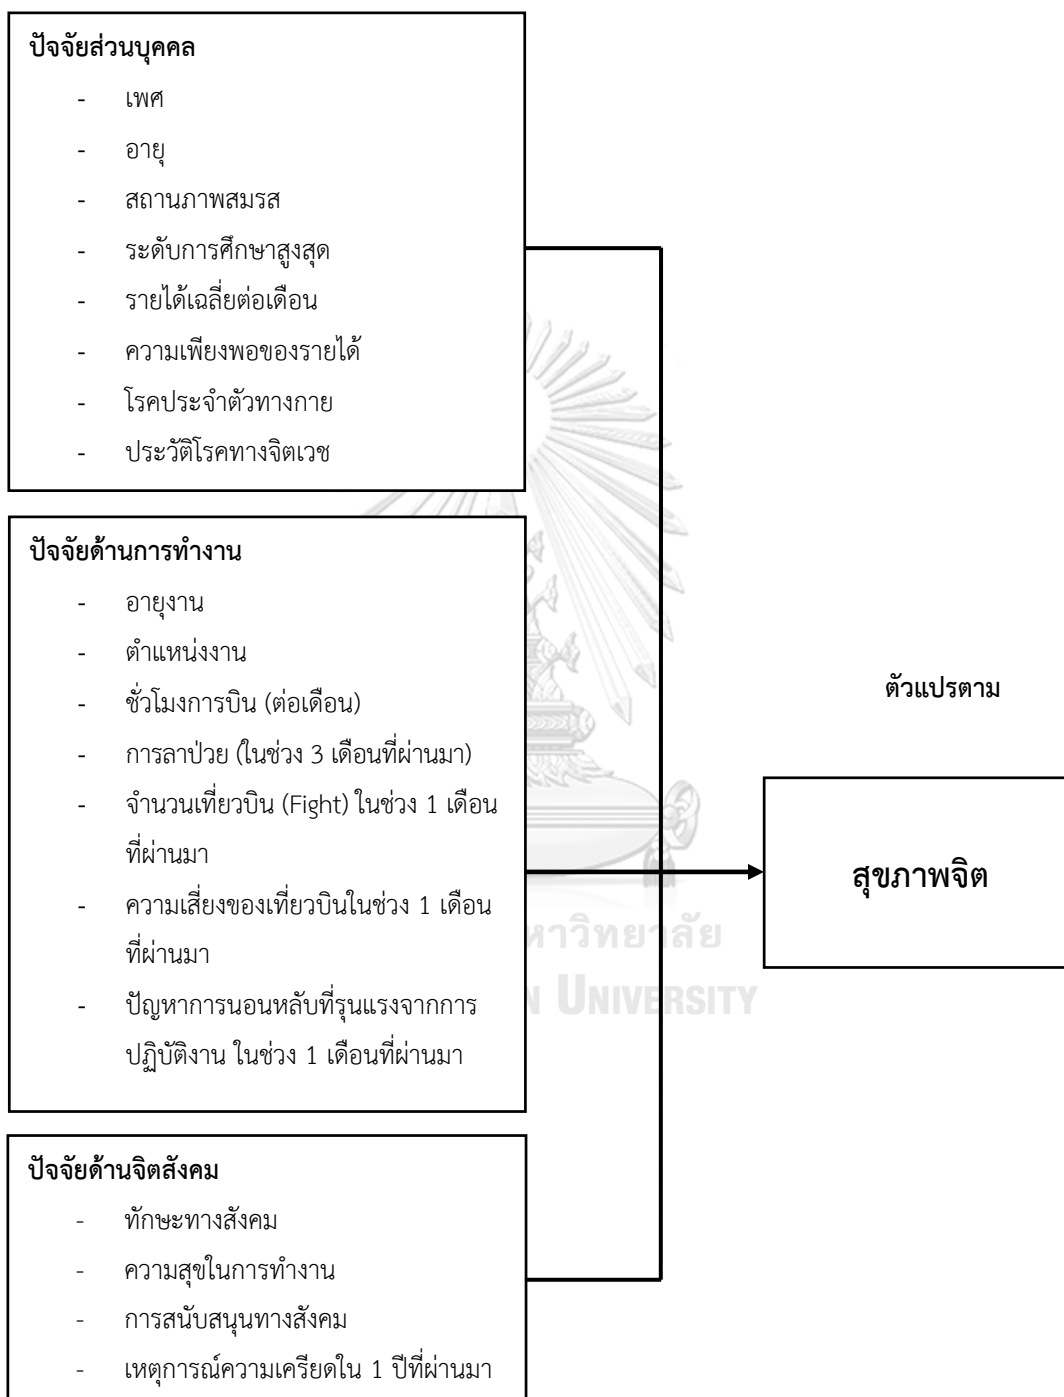 ปัจจัยส่วนบุคคล
- เพศ
- อายุ
- สถานภาพสมรส
- ระดับการศึกษาสูงสุด
- รายได้เฉลี่ยต่อเดือน
- ความเพียงพอของรายได้
- โรคประจำตัวทางกาย
- ประวัติโรคทางจิตเวช
ปัจจัยด้านการทำงาน
- อายุงาน
- ตำแหน่งงาน
- ชั่วโมงการบิน (ต่อเดือน)
- การลาป่วย (ในช่วง 3 เดือนที่ผ่านมา)
- จำนวนเที่ยวบิน (Fight) ในช่วง 1 เดือน
ที่ผ่านมา
- ความเสี่ยงของเที่ยวบินในช่วง 1 เดือน
ที่ผ่านมา
- ปัญหาการนอนหลับที่รุนแรงจากการ
ปฏิบัติงาน ในช่วง 1 เดือนที่ผ่านมา
ปัจจัยด้านจิตสังคม
- ทักษะทางสังคม
- ความสุขในการทำงาน
- การสนับสนุนทางสังคม
- เหตุการณ์ความเครียดใน 1 ปีที่ผ่านมา
ตัวแปรตาม
สุขภาพจิต
หาวิทยาลัย
N UNIVERSITY